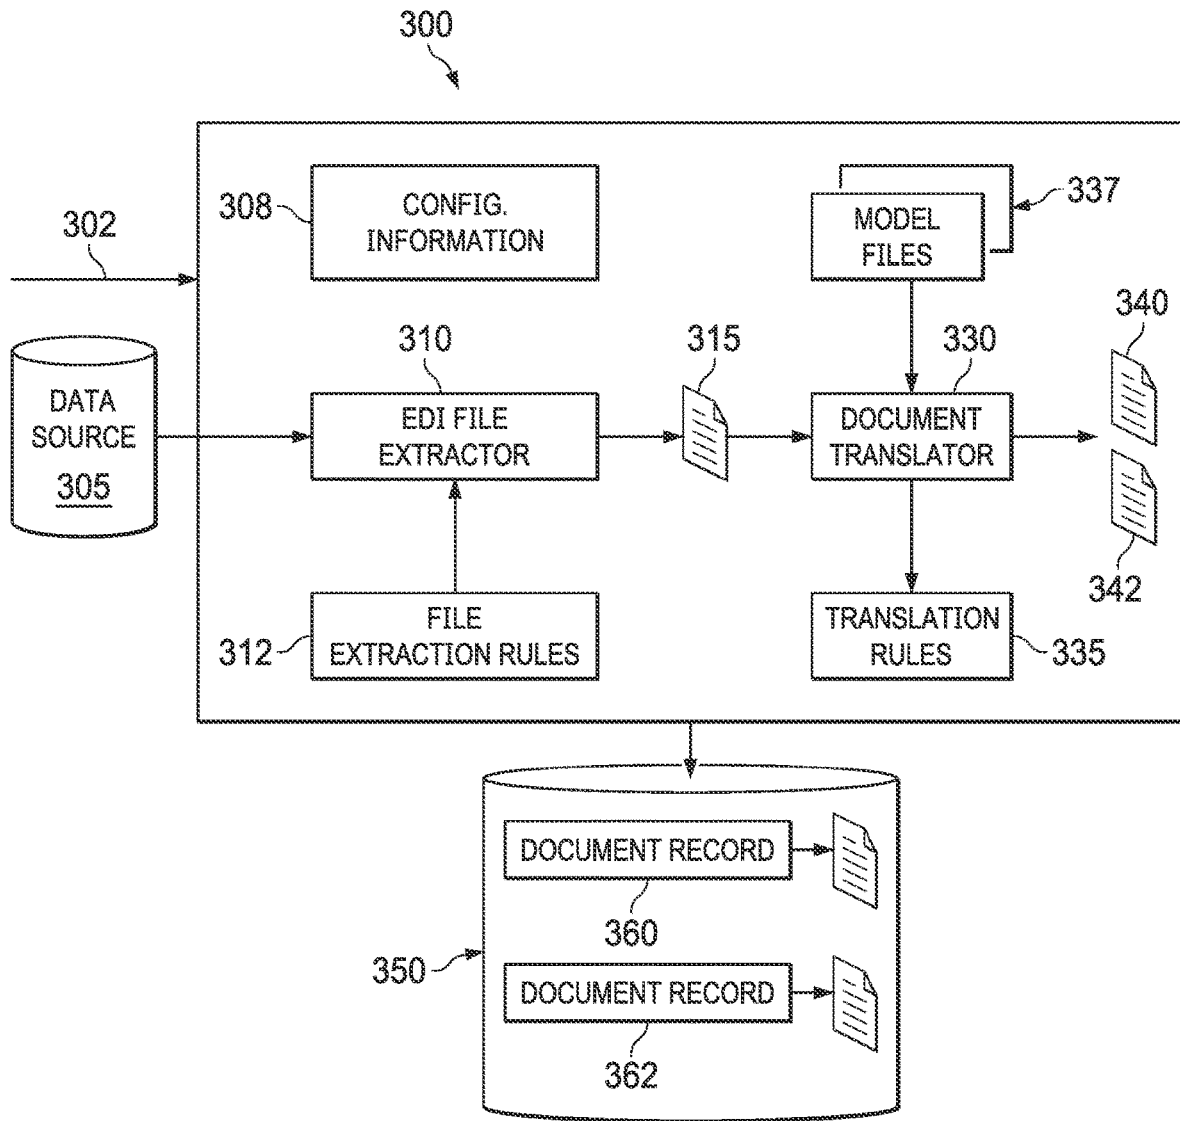 300
302
308
CONFIG.
INFORMATION
MODEL
FILES
337
DATA
SOURCE
305
310
EDI FILE
EXTRACTOR
315
330
DOCUMENT
TRANSLATOR
340
342
312
FILE
EXTRACTION RULES
TRANSLATION
RULES
335
350
DOCUMENT RECORD
360
DOCUMENT RECORD
362